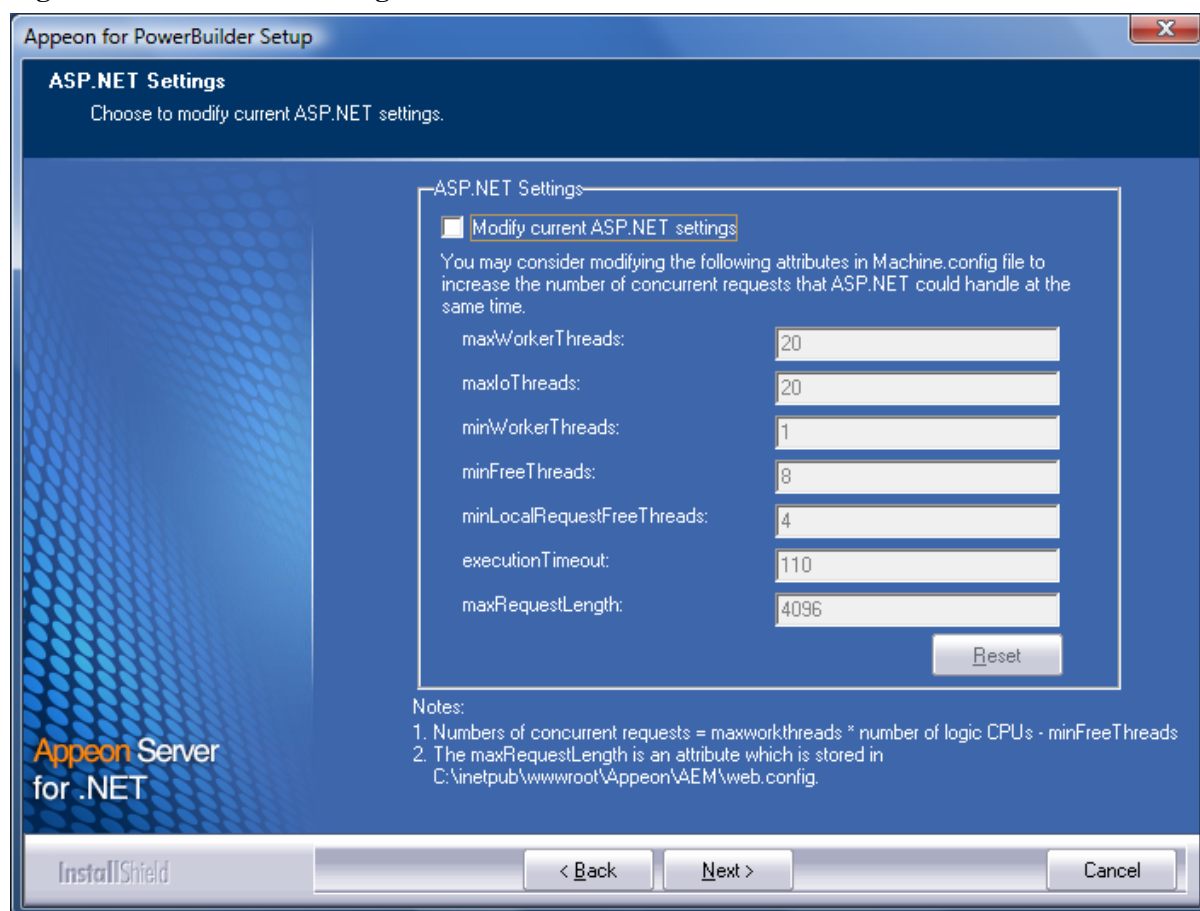 Appeon for PowerBuilder Setup
ASP.NET Settings
Choose to modify current ASP.NET settings.
ASP.NET Settings
Modify current ASP.NET settings
You may consider modifying the following attributes in Machine.config file to
increase the number of concurrent requests that ASP.NET could handle at the
same time.
maxWorkerThreads: 20
maxIoThreads: 20
minWorkerThreads: 1
minFreeThreads: 8
minLocalRequestFreeThreads: 4
executionTimeout: 110
maxRequestLength: 4096
Reset
Notes:
1. Numbers of concurrent requests = maxworkthreads * number of logic CPUs - minFreeThreads
2. The maxRequestLength is an attribute which is stored in
C:\inetpub\wwwroot\Appeon\AEM\web.config.
Appeon Server
for .NET
InstallShield
< Back
Next >
Cancel